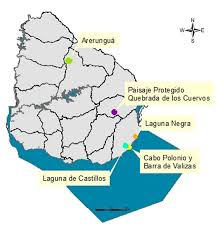 N
W
E
S
Arerunguá
Paisaje Protegido
Quebrada de los Cuervos
Laguna Negra
Cabo Polonio y
Barra de Valizas
Laguna de Castillos